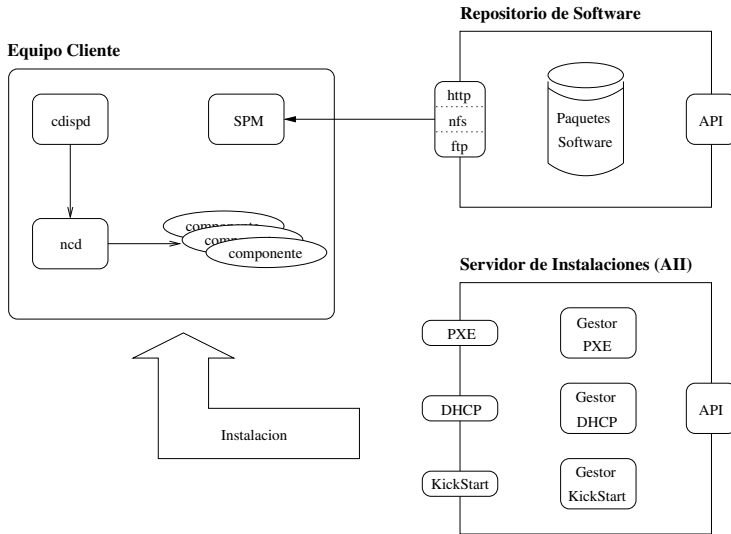 Repositorio de Software
Equipo Cliente
cdispd
SPM
http
nfs
ftp
Paquetes
Software
API
ncd
componente
componente
Servidor de Instalaciones (AII)
PXE
Gestor
PXE
DHCP
Gestor
DHCP
API
Instalacion
KickStart
Gestor
KickStart